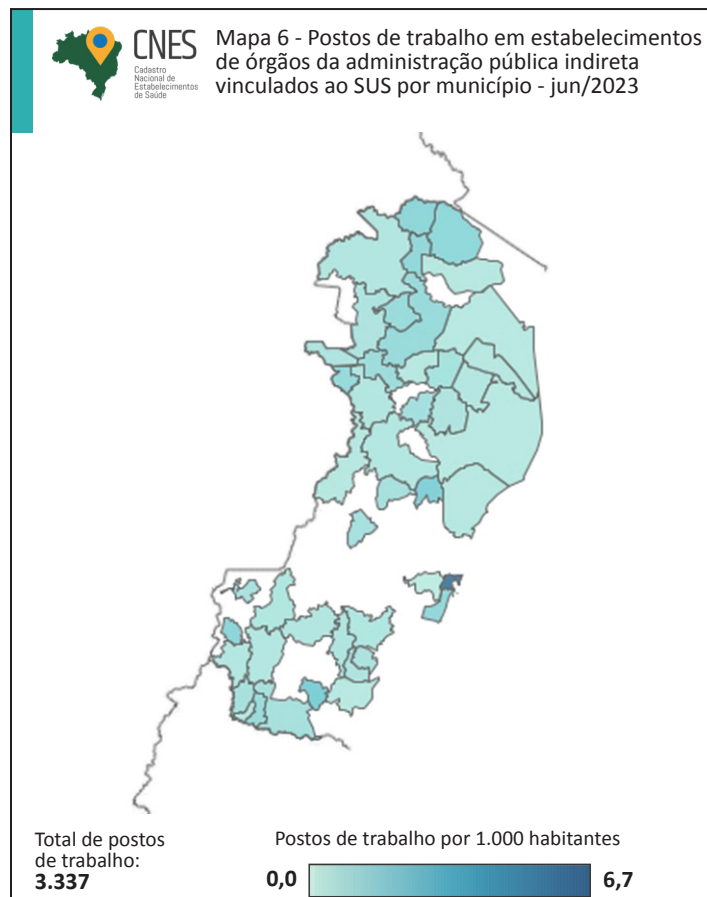 CNES
Cadastro
Nacional de
Estabelecimentos
de Saúde
Mapa 6 - Postos de trabalho em estabelecimentos
de órgãos da administração pública indireta
vinculados ao SUS por município - jun/2023
Total de postos
de trabalho:
3.337
Postos de trabalho por 1.000 habitantes
0,0
6,7